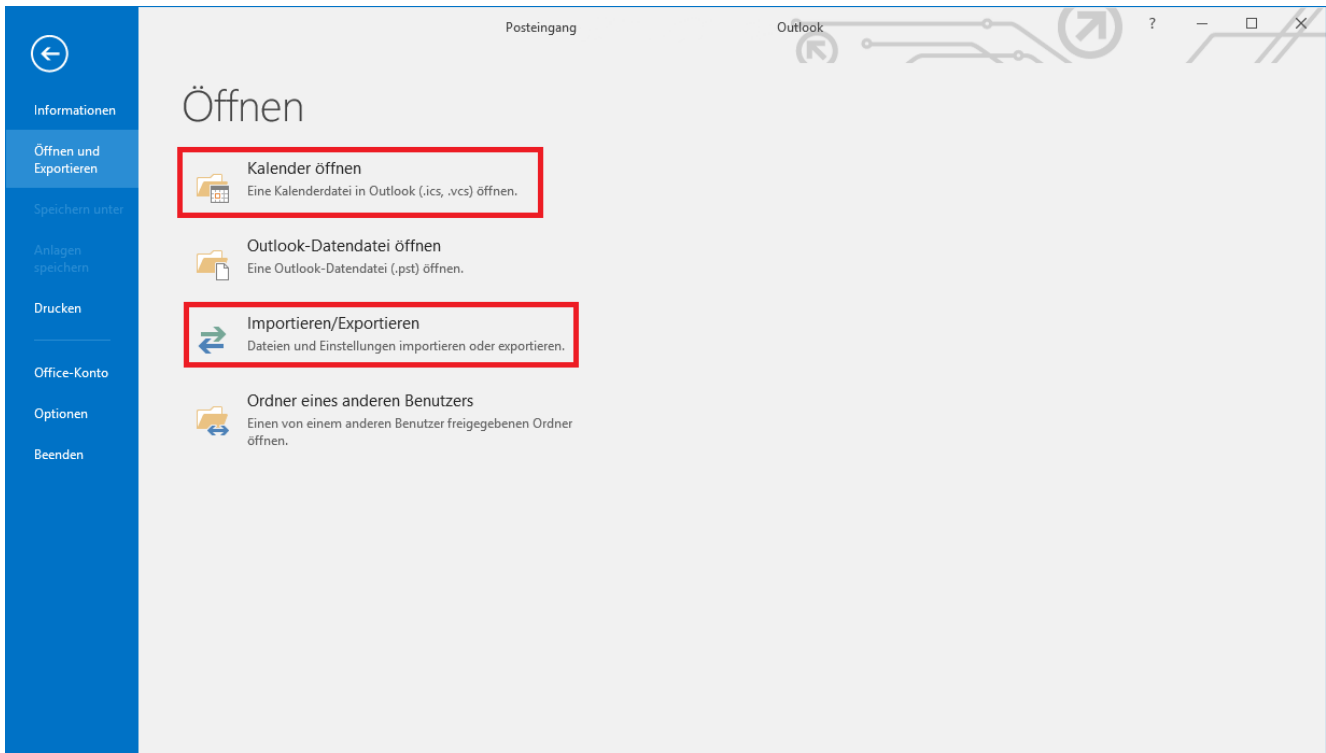 Posteingang
Outlook
?
Informationen
Öffnen und
Exportieren
Speichern unter
Anlagen
speichern
Drucken
Office-Konto
Optionen
Beenden
Öffnen
Kalender öffnen
Eine Kalenderdatei in Outlook (.ics, .vcs) öffnen.
Outlook-Datendatei öffnen
Eine Outlook-Datendatei (.pst) öffnen.
Importieren/Exportieren
Dateien und Einstellungen importieren oder exportieren.
Ordner eines anderen Benutzers
Einen von einem anderen Benutzer freigegebenen Ordner
öffnen.